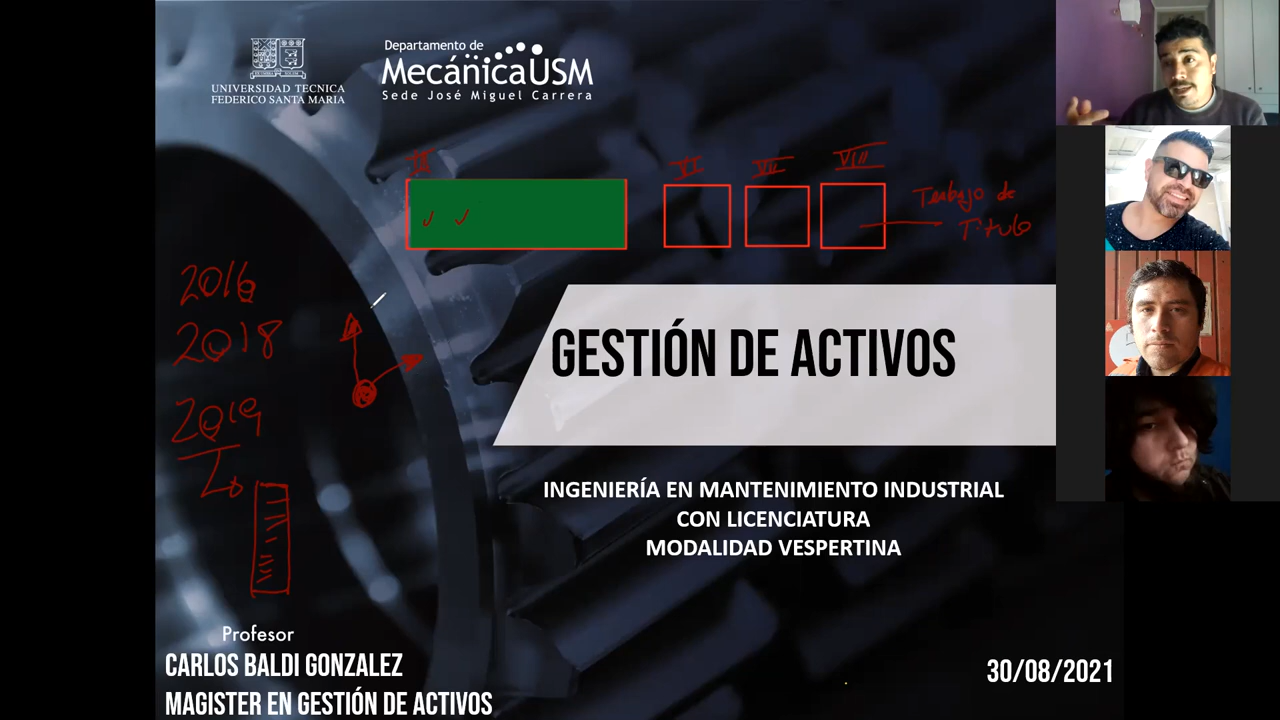 UNIVERSIDAD TECNICA
FEDERICO SANTA MARIA
Departamento de
MecánicaUSM
Sede José Miguel Carrera
VI
VII
VIII
Trabajo de
Titulo
2016
2018
2019
GESTIÓN DE ACTIVOS
INGENIERÍA EN MANTENIMIENTO INDUSTRIAL
CON LICENCIATURA
MODALIDAD VESPERTINA
Profesor
CARLOS BALDI GONZALEZ
MAGISTER EN GESTIÓN DE ACTIVOS
30/08/2021